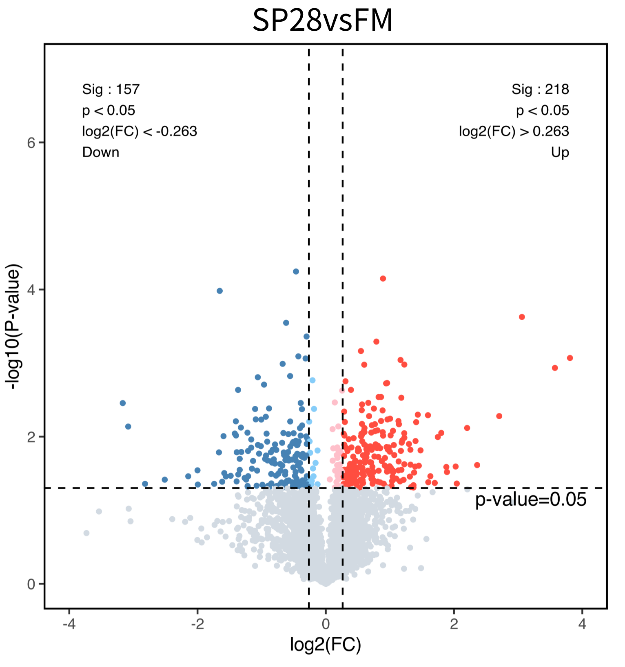 SP28vsFM
Sig : 157
p < 0.05
log2(FC) < -0.263
Down
Sig : 218
p < 0.05
log2(FC) > 0.263
Up
-log10(P-value)
6
4
2
0
p-value=0.05
-4
-2
0
2
4
log2(FC)